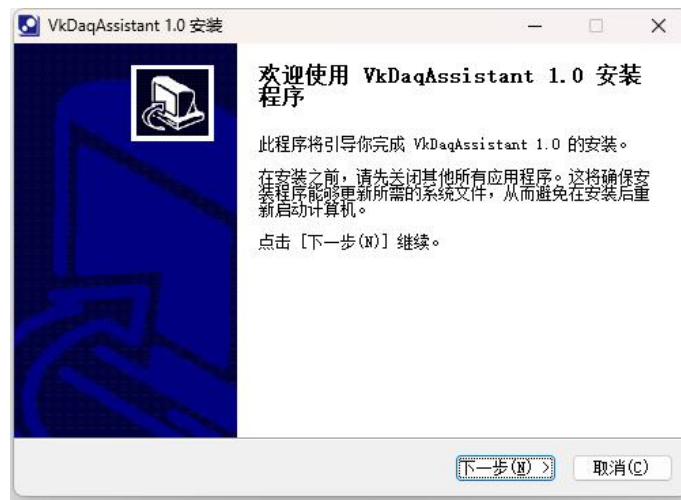 VkDaqAssistant 1.0 安装
欢迎使用 VkDaqAssistant 1.0 安装
程序
此程序将引导你完成 VkDaqAssistant 1.0 的安装。
在安装之前，请先关闭其他所有应用程序。这将确保安
装程序能够更新所需的系统文件，从而避免在安装后重
新启动计算机。
点击 [下一步(N)] 继续。
下一步(N) >
取消(C)